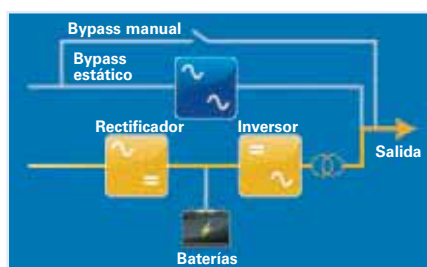 Bypass manual
Bypass
estático
Rectificador
Inversor
Salida
Baterías